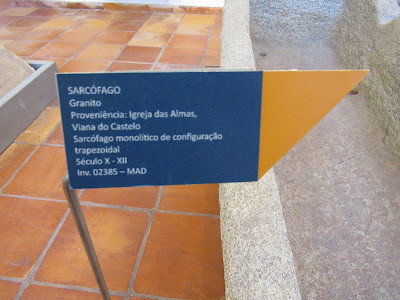 SARCÓFAGO
Granito
Proveniência: Igreja das Almas,
Viana do Castelo
Sarcófago monolítico de configuração
trapezoidal
Século X - XII
Inv. 02385 – MAD